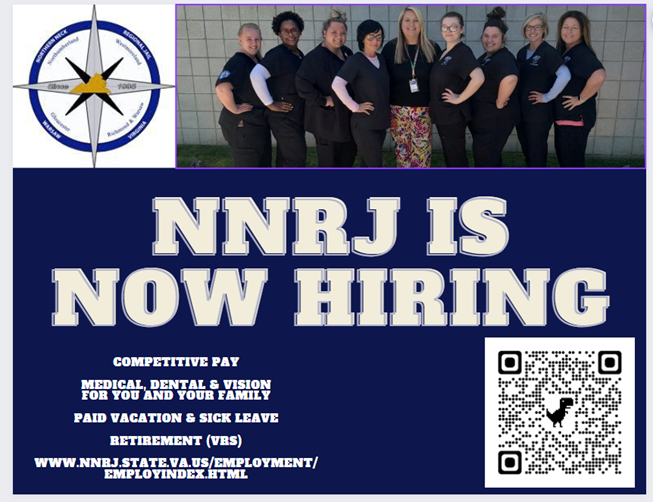 NORTHERN NECK REGIONAL JAIL
Northumberland Westmoreland
Since 1995
Gloucester Richmond & Warsaw
WARSAW VIRGINIA
NNRJ IS
NOW HIRING
COMPETITIVE PAY
MEDICAL, DENTAL & VISION
FOR YOU AND YOUR FAMILY
PAID VACATION & SICK LEAVE
RETIREMENT (VRS)
WWW.NNRJ.STATE.VA.US/EMPLOYMENT/
EMPLOYINDEX.HTML